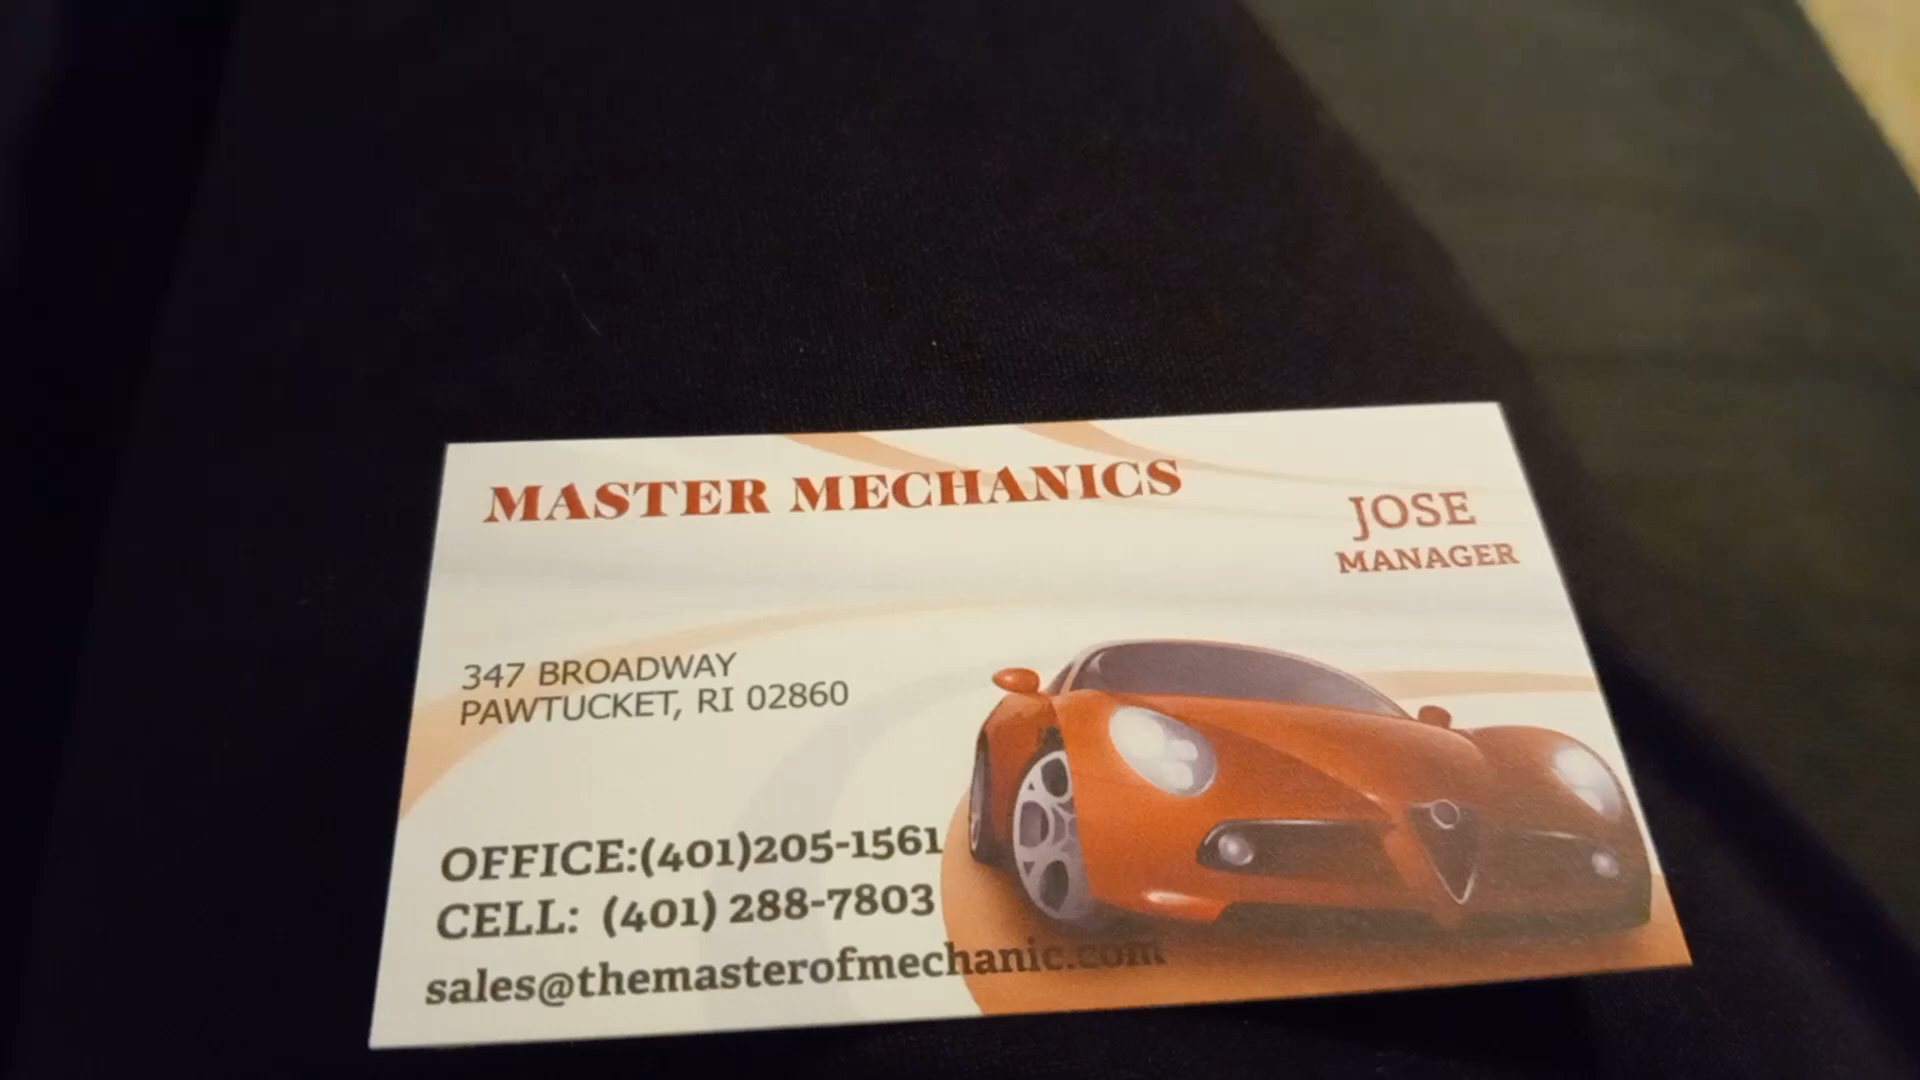 MASTER MECHANICS
JOSE
MANAGER
347 BROADWAY
PAWTUCKET, RI 02860
OFFICE:(401)205-1561
CELL: (401) 288-7803
sales@themasterofmechanic.com